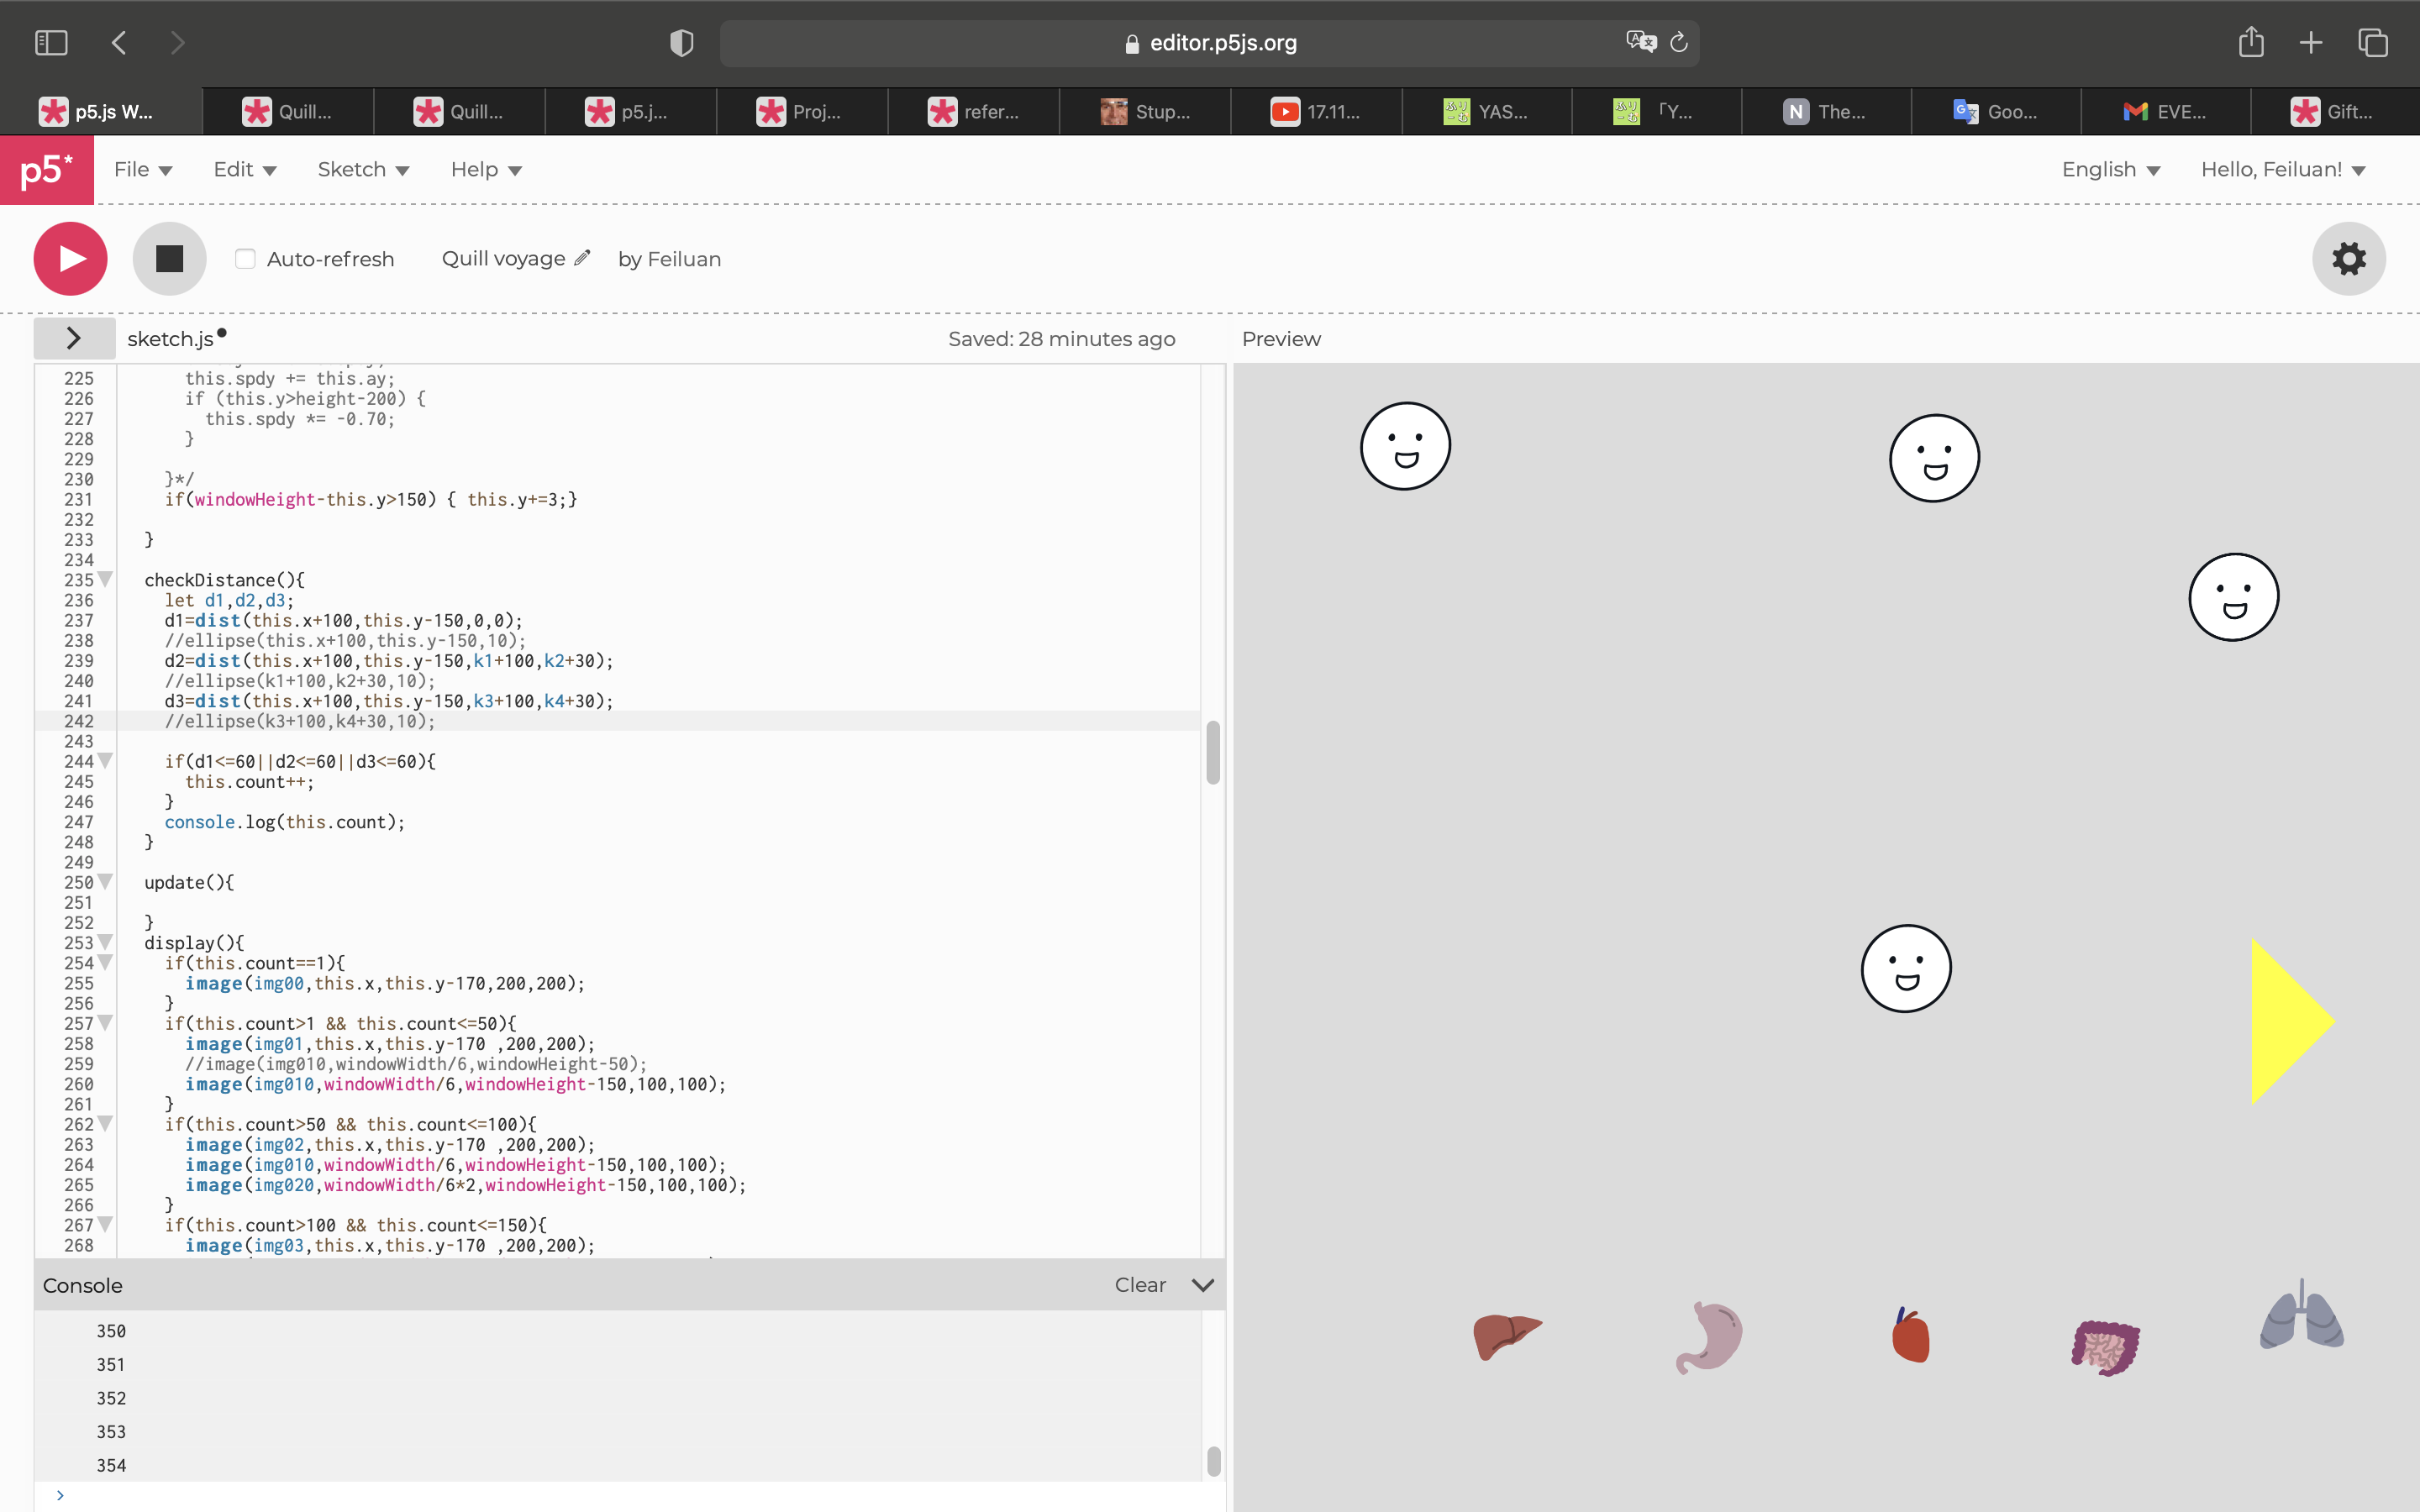 editor.p5js.org
p5.js W...
Quill...
Quill...
p5.j...
Proj...
refer...
Stup...
17.11...
YAS...
「Y...
The...
Goo...
EVE...
Gift...
p5*
File
Edit
Sketch
Help
English
Hello, Feiluan!
Auto-refresh
Quill voyage
by Feiluan
sketch.js
Saved: 28 minutes ago
Preview
225 this.spdy += this.ay;
226 if (this.y>height-200) {
227 this.spdy *= -0.70;
228 }
229
230 }*/
231 if(windowHeight-this.y>150) { this.y+=3;}
232
233 }
234
235 checkDistance(){
236 let d1,d2,d3;
237 d1=dist(this.x+100,this.y-150,0,0);
238 //ellipse(this.x+100,this.y-150,10);
239 d2=dist(this.x+100,this.y-150,k1+100,k2+30);
240 //ellipse(k1+100,k2+30,10);
241 d3=dist(this.x+100,this.y-150,k3+100,k4+30);
242 //ellipse(k3+100,k4+30,10);
243
244 if(d1<=60||d2<=60||d3<=60){
245 this.count++;
246 }
247 console.log(this.count);
248 }
249
250 update(){
251
252 }
253 display(){
254 if(this.count==1){
255 image(img00,this.x,this.y-170,200,200);
256 }
257 if(this.count>1 && this.count<=50){
258 image(img01,this.x,this.y-170 ,200,200);
259 //image(img010,windowWidth/6,windowHeight-50);
260 image(img010,windowWidth/6,windowHeight-150,100,100);
261 }
262 if(this.count>50 && this.count<=100){
263 image(img02,this.x,this.y-170 ,200,200);
264 image(img010,windowWidth/6,windowHeight-150,100,100);
265 image(img020,windowWidth/6*2,windowHeight-150,100,100);
266 }
267 if(this.count>100 && this.count<=150){
268 image(img03,this.x,this.y-170 ,200,200);
Console
Clear
350
351
352
353
354